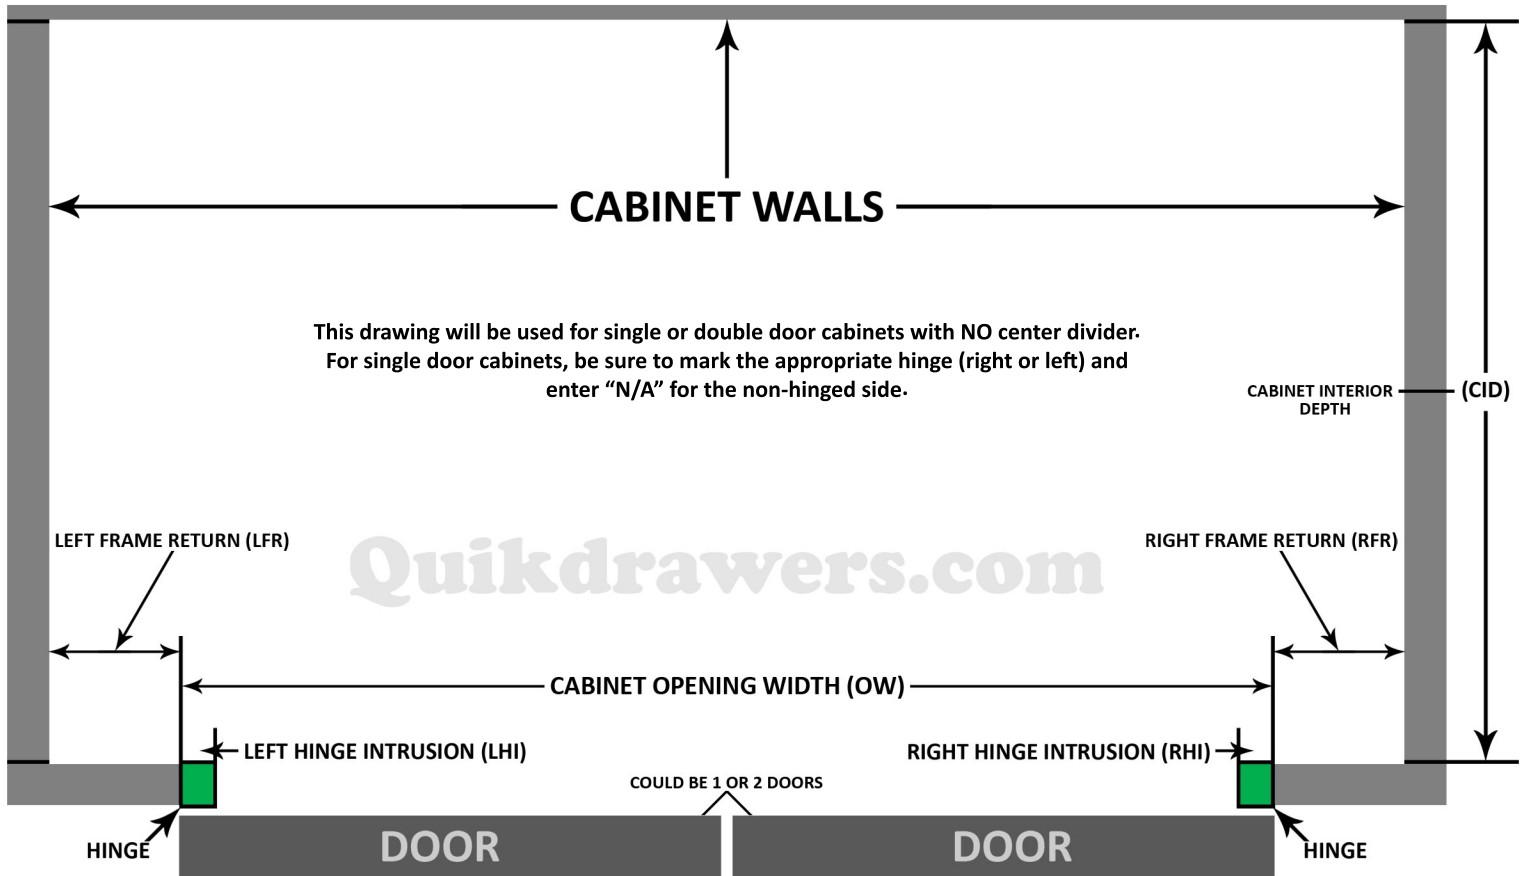 CABINET WALLS
This drawing will be used for single or double door cabinets with NO center divider.
For single door cabinets, be sure to mark the appropriate hinge (right or left) and
enter “N/A” for the non-hinged side.
CABINET INTERIOR
DEPTH
(CID)
LEFT FRAME RETURN (LFR)
RIGHT FRAME RETURN (RFR)
Quikdrawers.com
CABINET OPENING WIDTH (OW)
LEFT HINGE INTRUSION (LHI)
RIGHT HINGE INTRUSION (RHI)
COULD BE 1 OR 2 DOORS
HINGE
DOOR
DOOR
HINGE